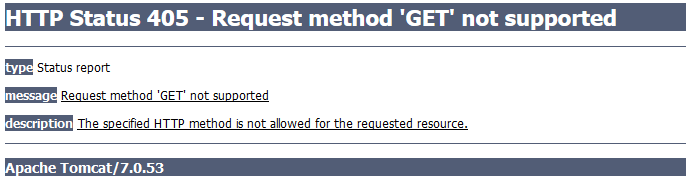 HTTP Status 405 - Request method 'GET' not supported
type Status report
message Request method 'GET' not supported
description The specified HTTP method is not allowed for the requested resource.
Apache Tomcat/7.0.53